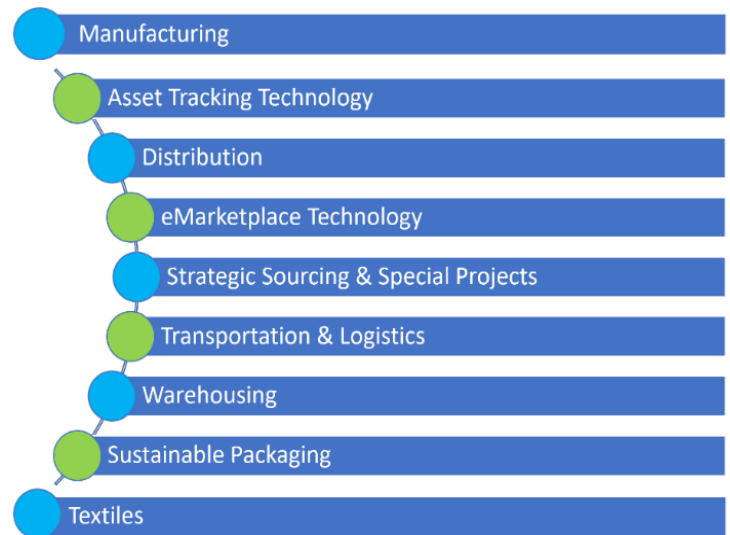 Manufacturing
Asset Tracking Technology
Distribution
eMarketplace Technology
Strategic Sourcing & Special Projects
Transportation & Logistics
Warehousing
Sustainable Packaging
Textiles